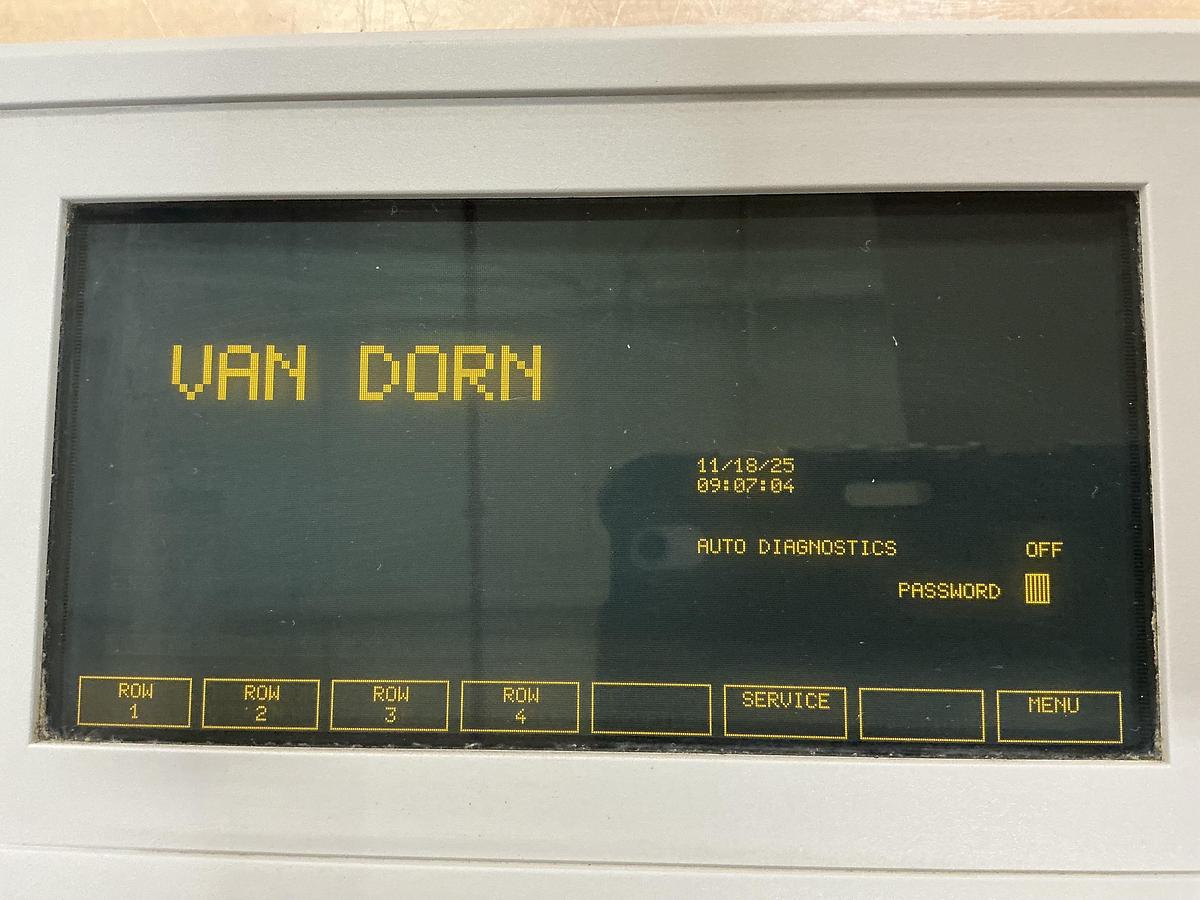 VAN DORN
11/18/25
09:07:04
AUTO DIAGNOSTICS OFF
PASSWORD
ROW 1
ROW 2
ROW 3
ROW 4
SERVICE
MENU